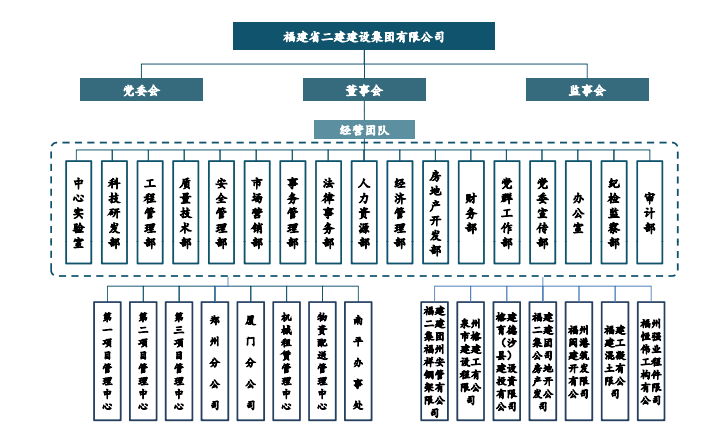 福建省二建建设集团有限公司
党委会
董事会
监事会
经营团队
中心实验室
科技研发部
工程管理部
质量技术部
安全管理部
市场营销部
事务管理部
法律事务部
人力资源部
经济管理部
房地产开发部
财务部
党群工作部
党委宣传部
办公室
纪检监察部
审计部
第一项目管理中心
第二项目管理中心
第三项目管理中心
郑州分公司
厦门分公司
机械租赁管理中心
物资配送管理中心
南平办事处
福建二建集团福州祥安钢管架有限公司
泉州市榕建建设工程有限公司
榕建育德(沙县)建设投资有限公司
福建二建集团公司房地产开发公司
福州闽港建筑开发有限公司
福建建工混凝土有限公司
福州恒强伟业工程构件有限公司